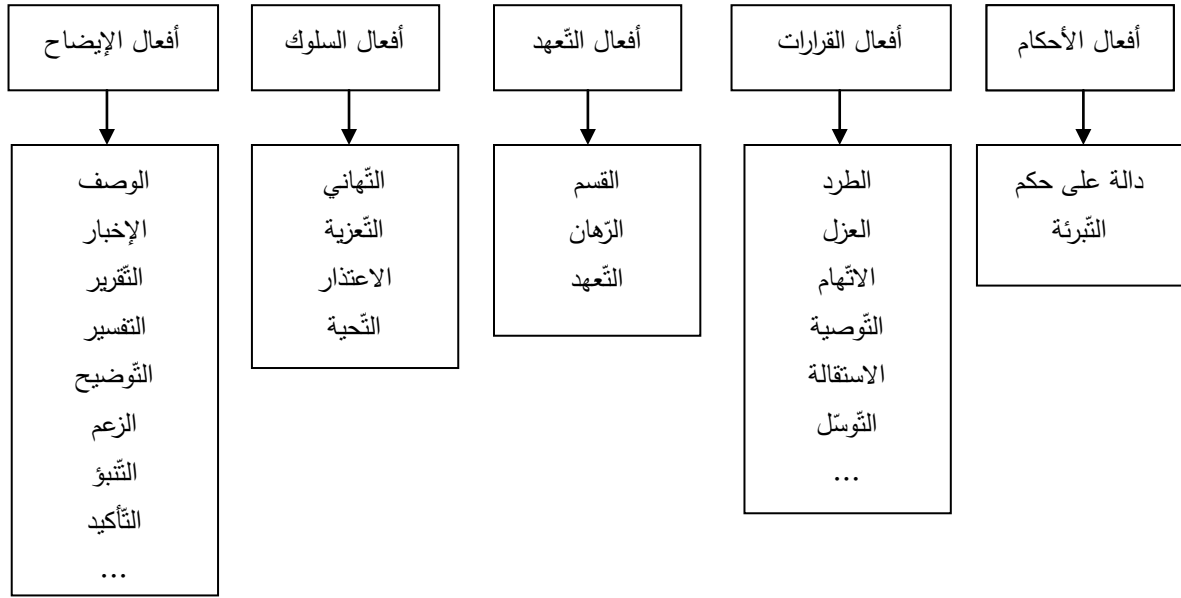 أفعال الأحكام
دالة على حكم
التّبرئة
أفعال القرارات
الطرد
العزل
الاتّهام
التّوصية
الاستقالة
التّوسّل
...
أفعال التّعهد
القسم
الرّهان
التّعهد
أفعال السلوك
التّهاني
التّعزية
الاعتذار
التّحية
أفعال الإيضاح
الوصف
الإخبار
التّقرير
التفسير
التّوضيح
الزعم
التّنبؤ
التّأكيد
...